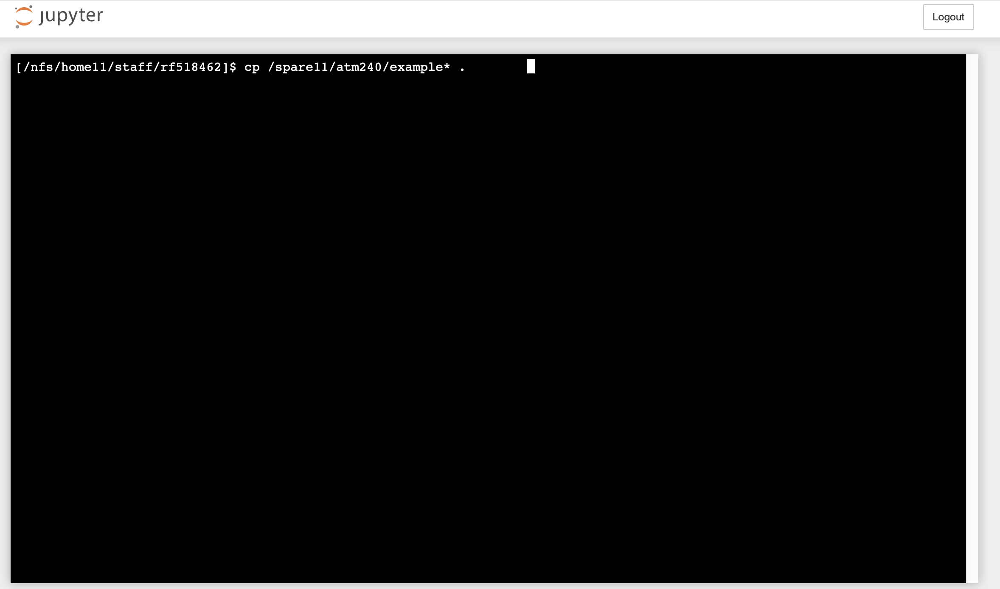 jupyter
Logout
[/nfs/home11/staff/rf518462]$ cp /spare11/atm240/example* .